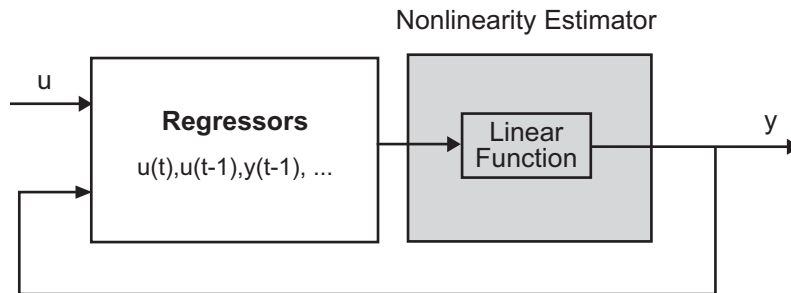 Nonlinearity Estimator
u
Regressors
u(t),u(t-1),y(t-1), ...
Linear
Function
y